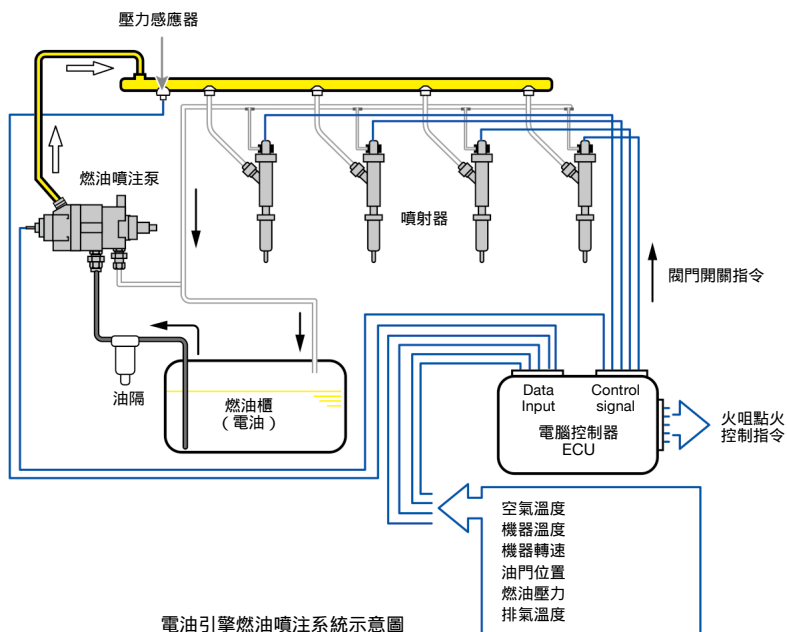 壓力感應器
燃油噴注泵
噴射器
閥門開關指令
油隔
燃油櫃
（電油）
Data
Input
Control
signal
電腦控制器
ECU
火咀點火
控制指令
空氣溫度
機器溫度
機器轉速
油門位置
燃油壓力
排氣溫度
電油引擎燃油噴注系統示意圖